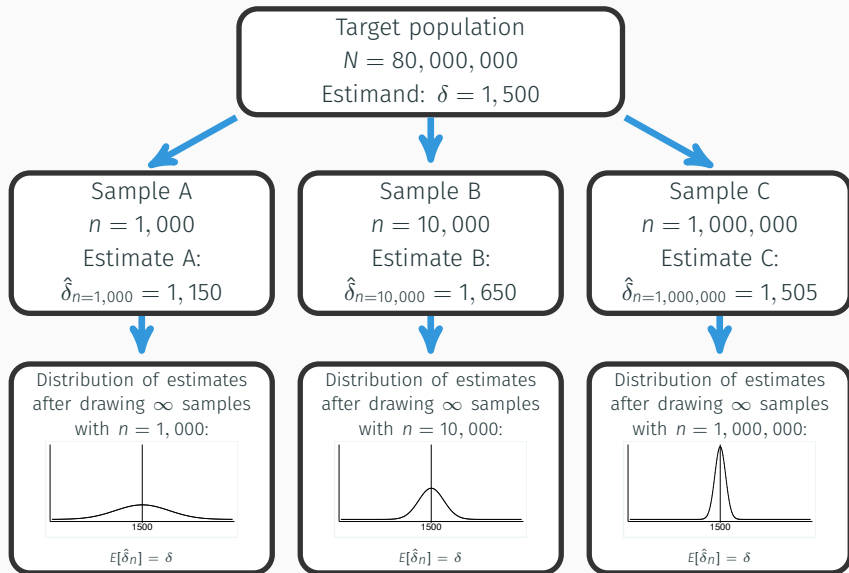 Target population
N = 80,000,000
Estimand: δ = 1,500
Sample A
n = 1,000
Estimate A:
δ̂n=1,000 = 1,150
Sample B
n = 10,000
Estimate B:
δ̂n=10,000 = 1,650
Sample C
n = 1,000,000
Estimate C:
δ̂n=1,000,000 = 1,505
Distribution of estimates
after drawing ∞ samples
with n = 1,000:
1500
E[δ̂n] = δ
Distribution of estimates
after drawing ∞ samples
with n = 10,000:
1500
E[δ̂n] = δ
Distribution of estimates
after drawing ∞ samples
with n = 1,000,000:
1500
E[δ̂n] = δ